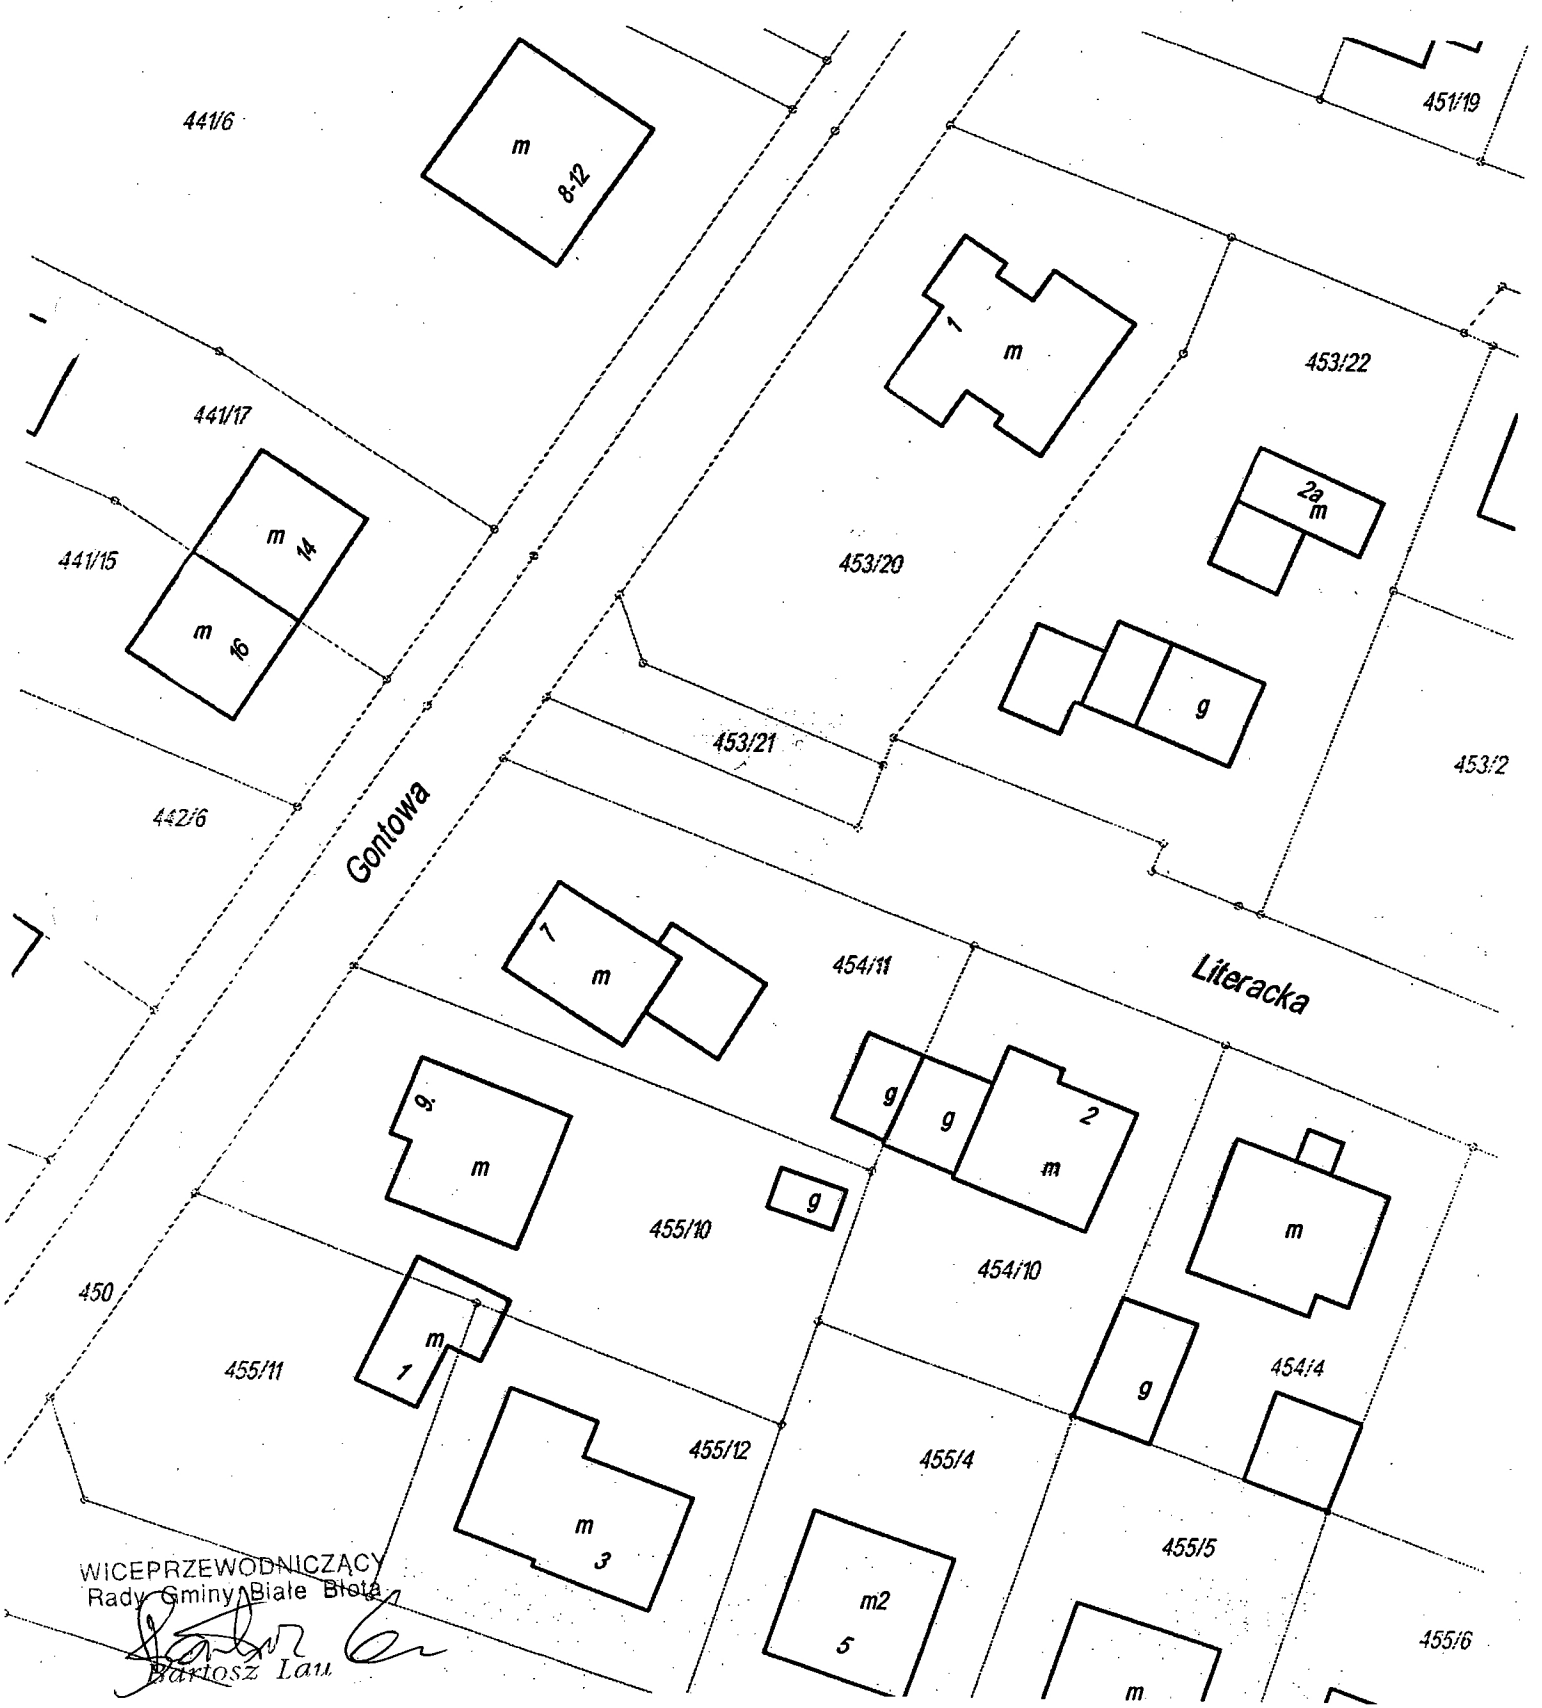 451/19
441/6
m
8-12
1
m
453/22
441/17
2a
m
m
14
441/15
453/20
m
16
g
453/21
453/2
442/6
Gontowa
7
m
454/11
Literacka
9
g
g
2
m
m
g
455/10
m
454/10
450
m
1
455/11
454/4
g
455/12
455/4
m
3
455/5
m2
5
455/6
m
WICEPRZEWODNICZĄCY
Rady Gminy Białe Błota
Bartosz Lau